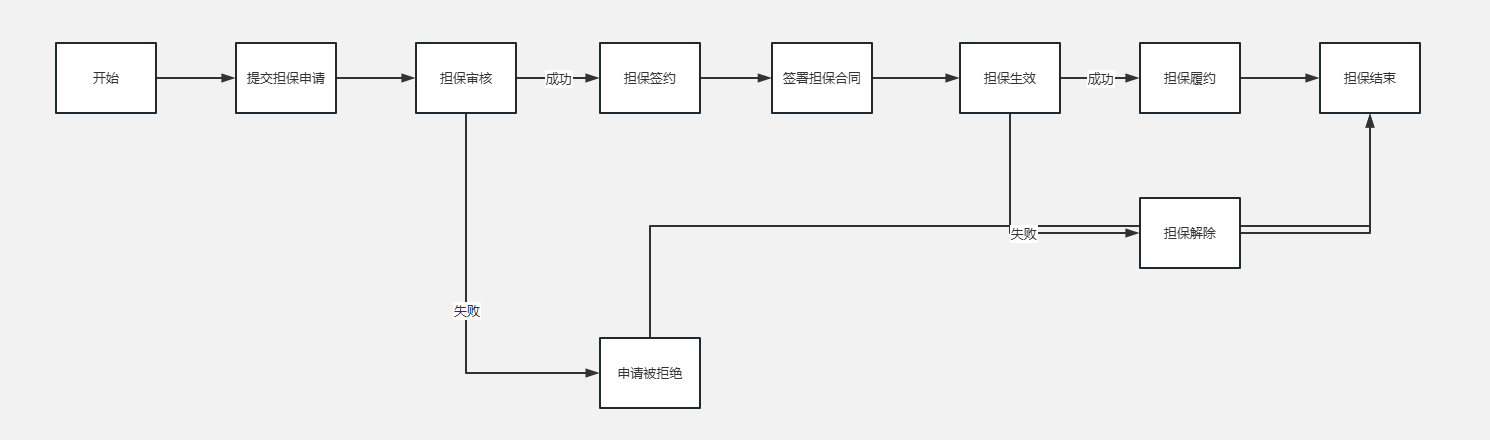 开始
提交担保申请
担保审核
成功
担保签约
签署担保合同
担保生效
成功
担保履约
担保结束
失败
担保解除
失败
申请被拒绝